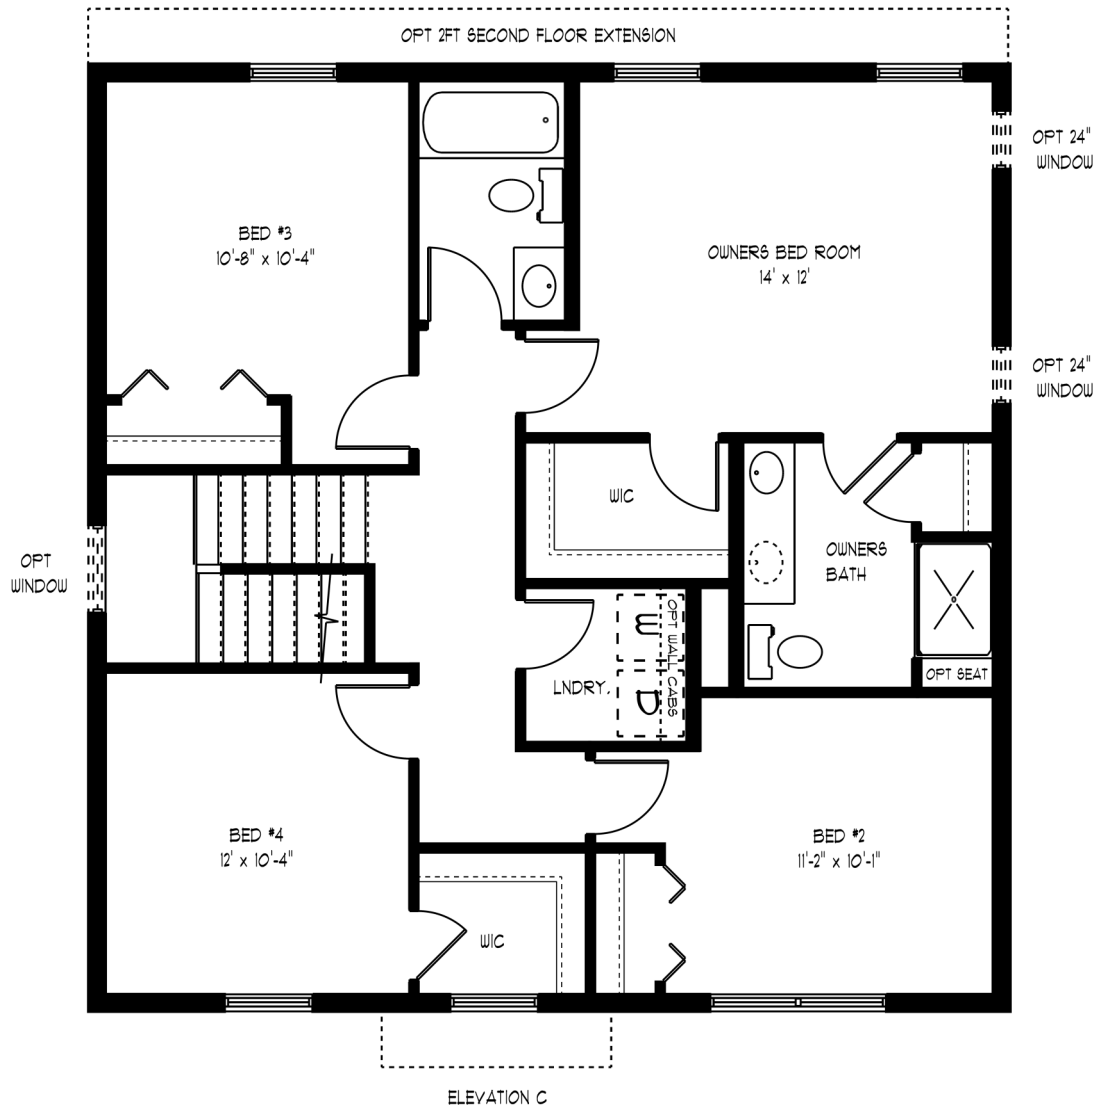 OPT 2FT SECOND FLOOR EXTENSION
OPT 24"
WINDOW
BED #3
10'-8" x 10'-4"
OWNERS BED ROOM
14' x 12'
OPT 24"
WINDOW
WIC
OPT
WINDOW
OWNERS
BATH
W
OPT WALL CABS
D
LNDRY.
OPT SEAT
BED #4
12' x 10'-4"
BED #2
11'-2" x 10'-1"
WIC
ELEVATION C